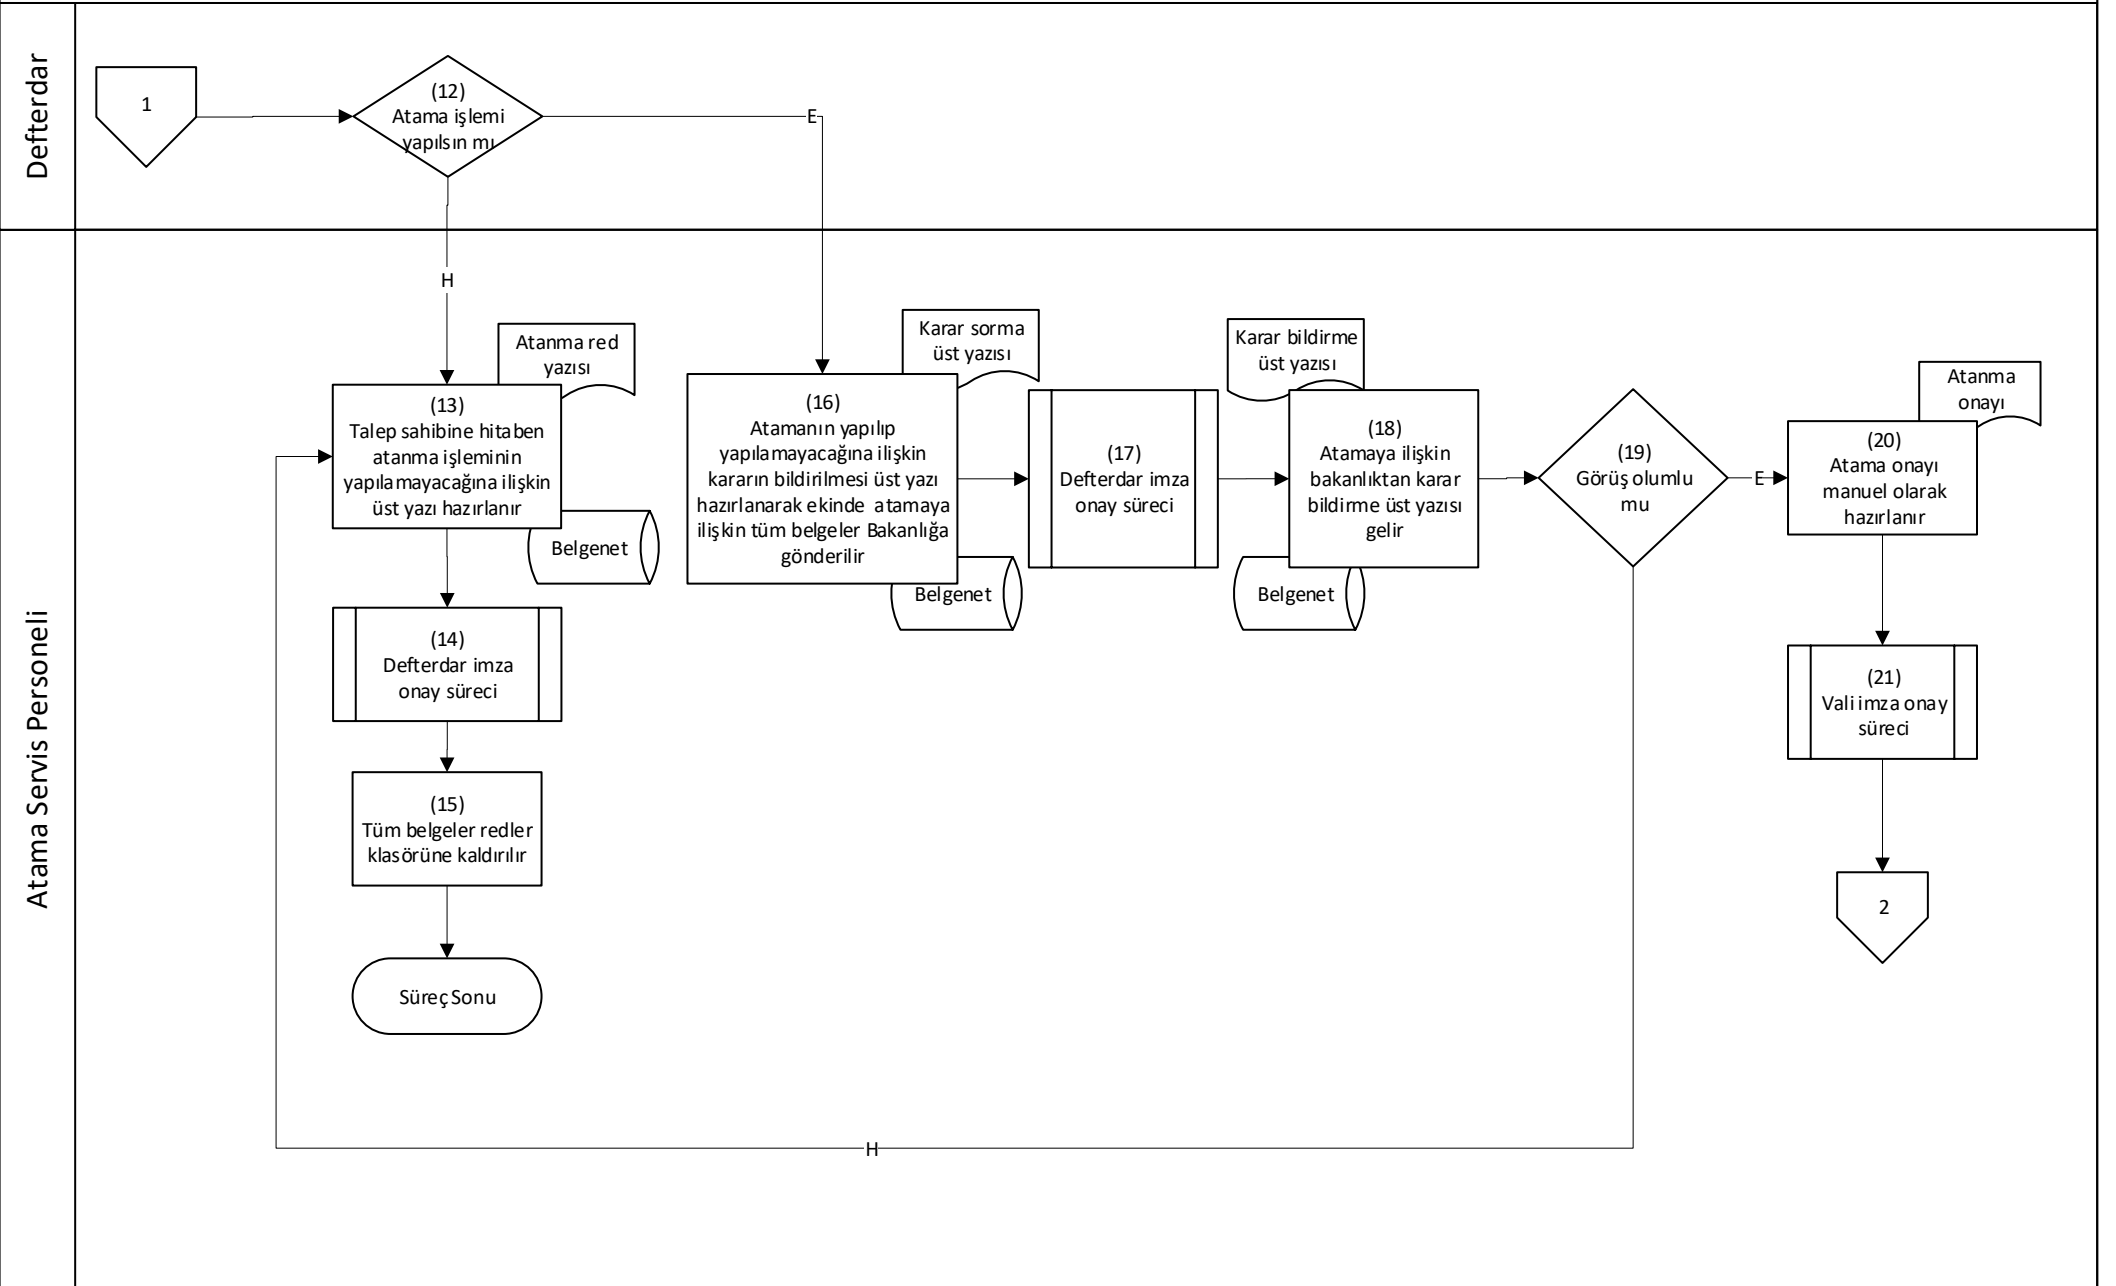 Defterdar
1
(12)
Atama işlemi
yapılsın mı
E
H
Atama Servis Personeli
Atanma red
yazısı
(13)
Talep sahibine hitaben
atanma işleminin
yapılamayacağına ilişkin
üst yazı hazırlanır
Belgenet
(14)
Defterdar imza
onay süreci
(15)
Tüm belgeler redler
klasörüne kaldırılır
Süreç Sonu
Karar sorma
üst yazısı
(16)
Atamanın yapılıp
yapılamayacağına ilişkin
kararın bildirilmesi üst yazı
hazırlanarak ekinde  atamaya
ilişkin tüm belgeler Bakanlığa
gönderilir
Belgenet
(17)
Defterdar imza
onay süreci
Karar bildirme
üst yazısı
(18)
Atamaya ilişkin
bakanlıktan karar
bildirme üst yazısı
gelir
Belgenet
(19)
Görüş olumlu
mu
E
H
Atanma
onayı
(20)
Atama onayı
manuel olarak
hazırlanır
(21)
Vali imza onay
süreci
2